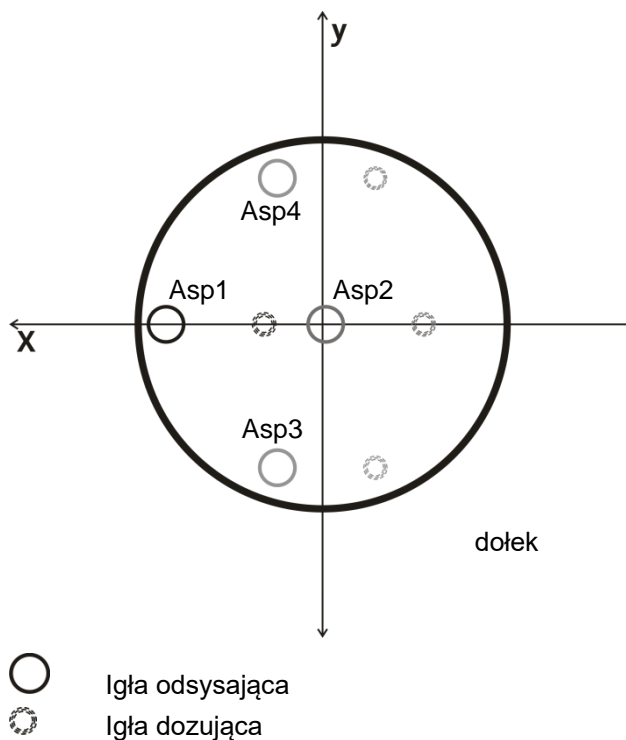 y
Asp4
Asp1
Asp2
X
Asp3
dołek
Igła odsysająca
Igła dozująca